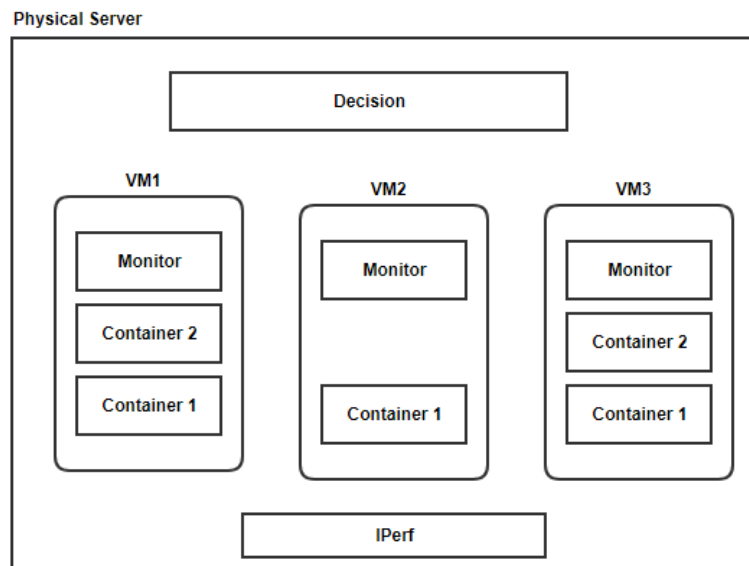 Physical Server
Decision
VM1
Monitor
Container 2
Container 1
VM2
Monitor
Container 1
VM3
Monitor
Container 2
Container 1
IPerf